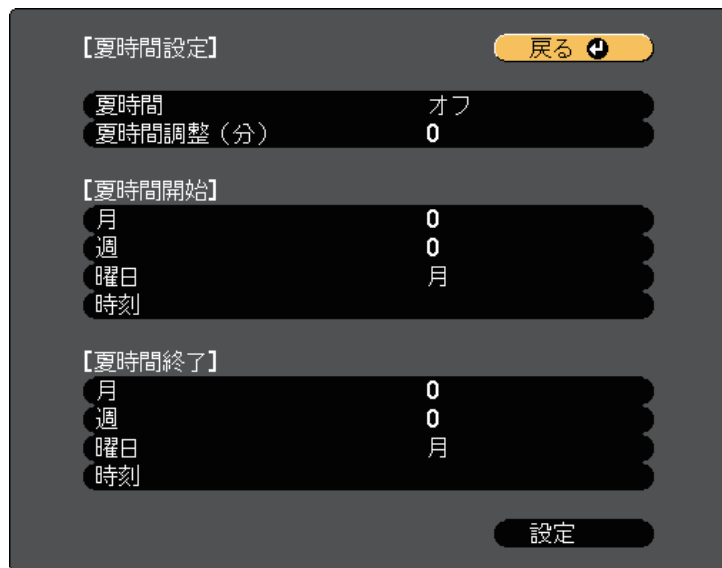 【夏時間設定】 戻る
夏時間 オフ
夏時間調整（分） 0
【夏時間開始】
月 0
週 0
曜日 月
時刻
【夏時間終了】
月 0
週 0
曜日 月
時刻
設定